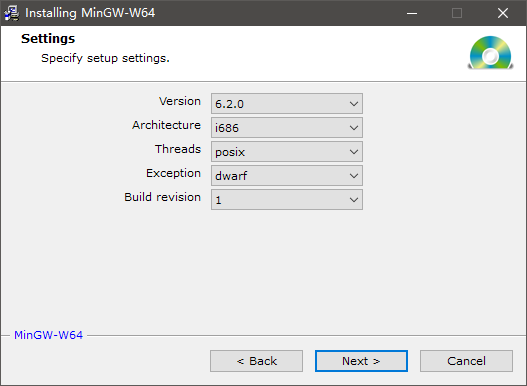 Installing MinGW-W64
Settings
Specify setup settings.
Version 6.2.0
Architecture i686
Threads posix
Exception dwarf
Build revision 1
MinGW-W64
< Back Next > Cancel